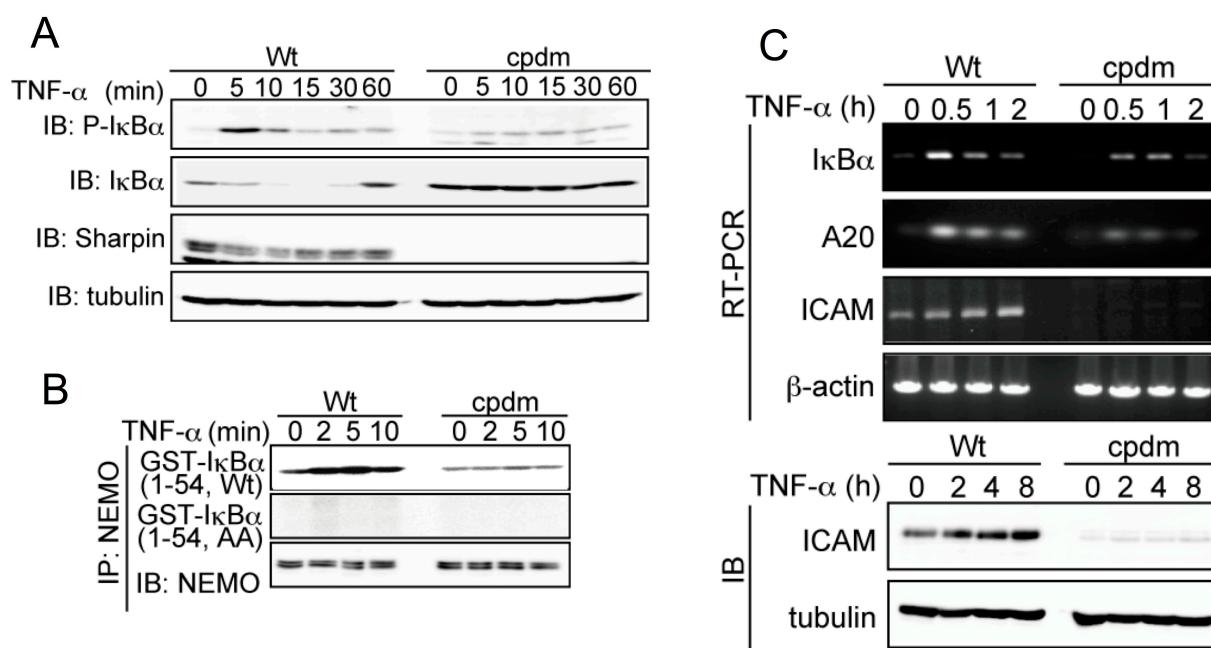 A
Wt cpdm
TNF-α (min) 0 5 10 15 30 60 0 5 10 15 30 60
IB: P-IκBα
IB: IκBα
IB: Sharpin
IB: tubulin
B
Wt cpdm
TNF-α (min) 0 2 5 10 0 2 5 10
IP: NEMO
GST-IκBα
(1-54, Wt)
GST-IκBα
(1-54, AA)
IB: NEMO
C
Wt cpdm
TNF-α (h) 0 0.5 1 2 0 0.5 1 2
RT-PCR
IκBα
A20
ICAM
β-actin
Wt cpdm
TNF-α (h) 0 2 4 8 0 2 4 8
IB
ICAM
tubulin